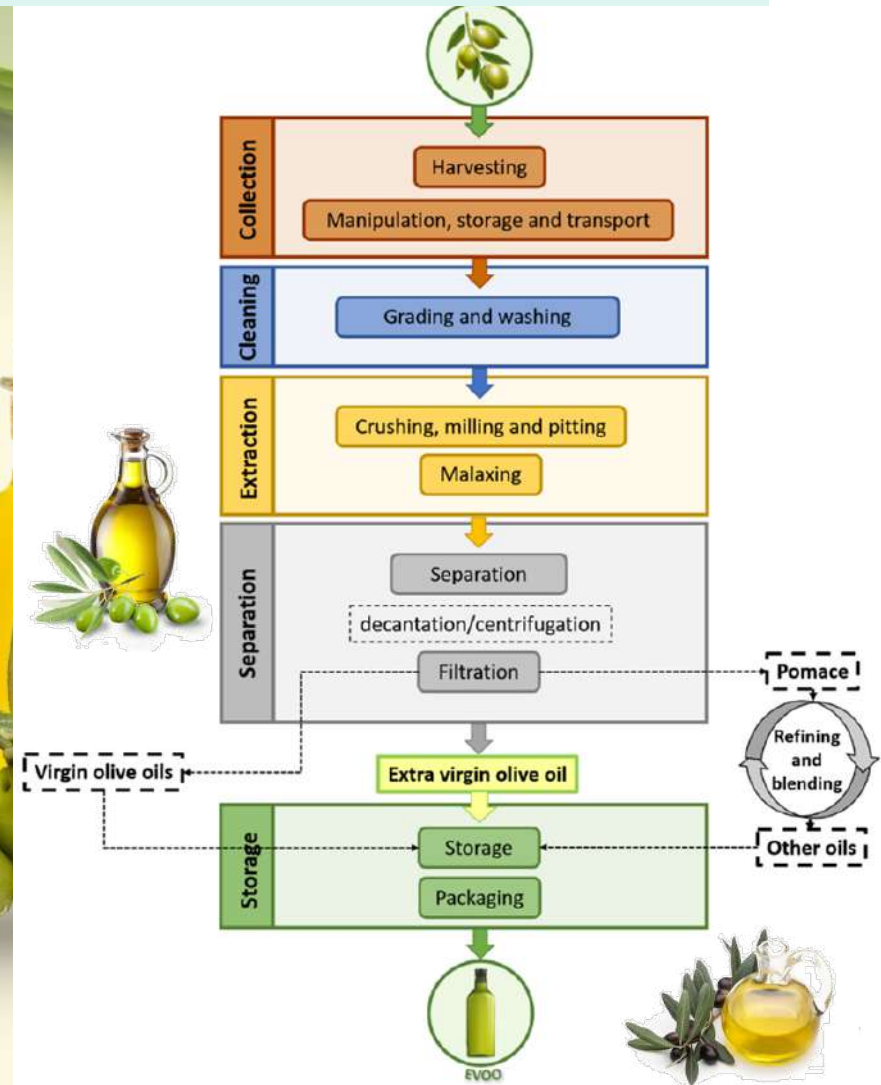 Collection
Harvesting
Manipulation, storage and transport
Cleaning
Grading and washing
Extraction
Crushing, milling and pitting
Malaxing
Separation
Separation
decantation/centrifugation
Filtration
Pomace
Refining
and
blending
Virgin olive oils
Extra virgin olive oil
Other oils
Storage
Storage
Packaging
EVOO